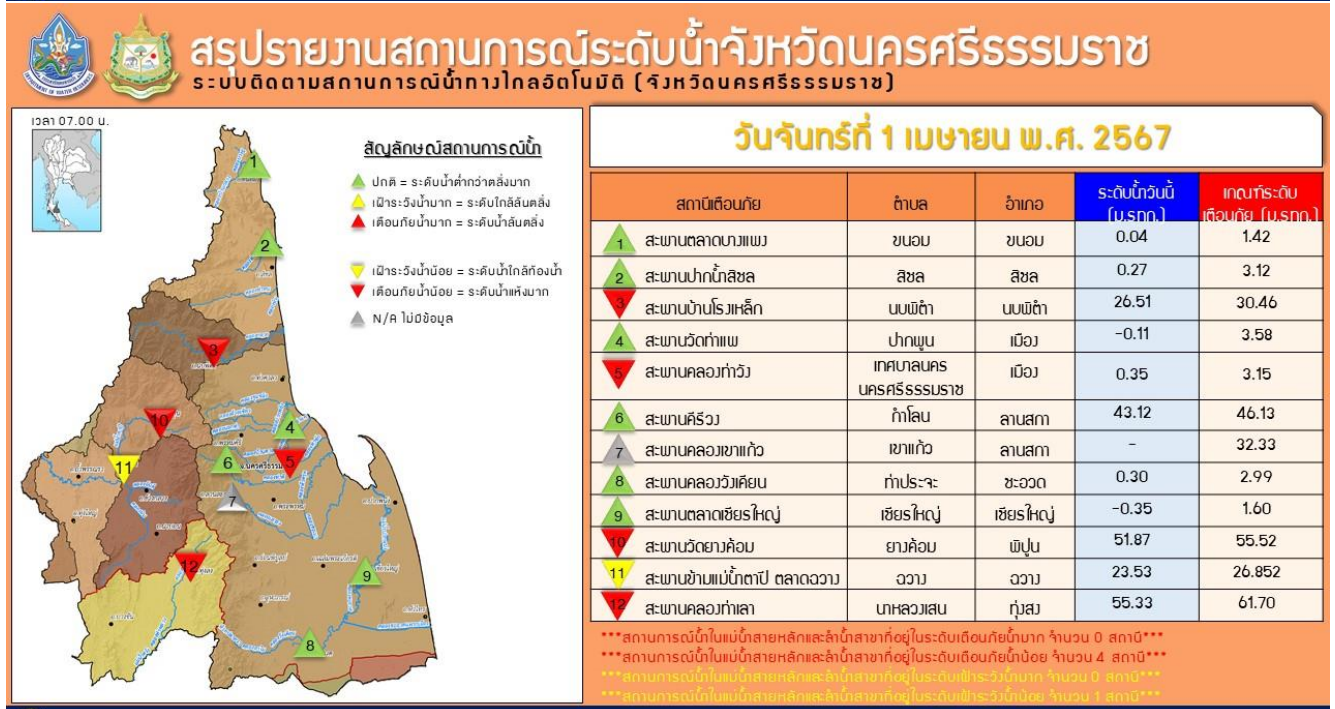 สรุปรายงานสถานการณ์ระดับน้ำจังหวัดนครศรีธรรมราช
ระบบติดตามสถานการณ์น้ำทางไกลอัตโนมัติ (จังหวัดนครศรีธรรมราช)
เวลา 07.00 น.
สัญลักษณ์สถานการณ์น้ำ
ปกติ = ระดับน้ำต่ำกว่าตลิ่งมาก
เฝ้าระวังน้ำมาก = ระดับใกล้ล้นตลิ่ง
เตือนภัยน้ำมาก = ระดับน้ำล้นตลิ่ง
เฝ้าระวังน้ำน้อย = ระดับน้ำใกล้ท้องน้ำ
เตือนภัยน้ำน้อย = ระดับน้ำแห้งมาก
N/A ไม่มีข้อมูล
1
2
3
10
4
11
6
5
7
12
9
8
วันจันทร์ที่ 1 เมษายน พ.ศ. 2567
สถานีเตือนภัย ตำบล อำเภอ ระดับน้ำวันนี้ (ม.รทก.) เกณฑ์ระดับเตือนภัย (ม.รทก.)
1 สะพานตลาดบางแพง ขนอม ขนอม 0.04 1.42
2 สะพานปากน้ำสิชล สิชล สิชล 0.27 3.12
3 สะพานบ้านโรงเหล็ก นบพิตำ นบพิตำ 26.51 30.46
4 สะพานวัดท่าแพ ปากพูน เมือง -0.11 3.58
5 สะพานคลองท่าวัง เทศบาลนครนครศรีธรรมราช เมือง 0.35 3.15
6 สะพานคีรีวง กำโลน ลานสกา 43.12 46.13
7 สะพานคลองเขาแก้ว เขาแก้ว ลานสกา - 32.33
8 สะพานคลองวังเคียน ท่าประจะ ชะอวด 0.30 2.99
9 สะพานตลาดเชียรใหญ่ เชียรใหญ่ เชียรใหญ่ -0.35 1.60
10 สะพานวัดยางค้อม ยางค้อม พิปูน 51.87 55.52
11 สะพานข้ามแม่น้ำตาปี ตลาดฉวาง ฉวาง ฉวาง 23.53 26.852
12 สะพานคลองท่าเลา นาหลวงเสน ทุ่งสง 55.33 61.70
***สถานการณ์น้ำในแม่น้ำสายหลักและลำน้ำสาขาที่อยู่ในระดับเตือนภัยน้ำมาก จำนวน 0 สถานี***
***สถานการณ์น้ำในแม่น้ำสายหลักและลำน้ำสาขาที่อยู่ในระดับเตือนภัยน้ำน้อย จำนวน 4 สถานี***
***สถานการณ์น้ำในแม่น้ำสายหลักและลำน้ำสาขาที่อยู่ในระดับเฝ้าระวังน้ำมาก จำนวน 0 สถานี***
***สถานการณ์น้ำในแม่น้ำสายหลักและลำน้ำสาขาที่อยู่ในระดับเฝ้าระวังน้ำน้อย จำนวน 1 สถานี***